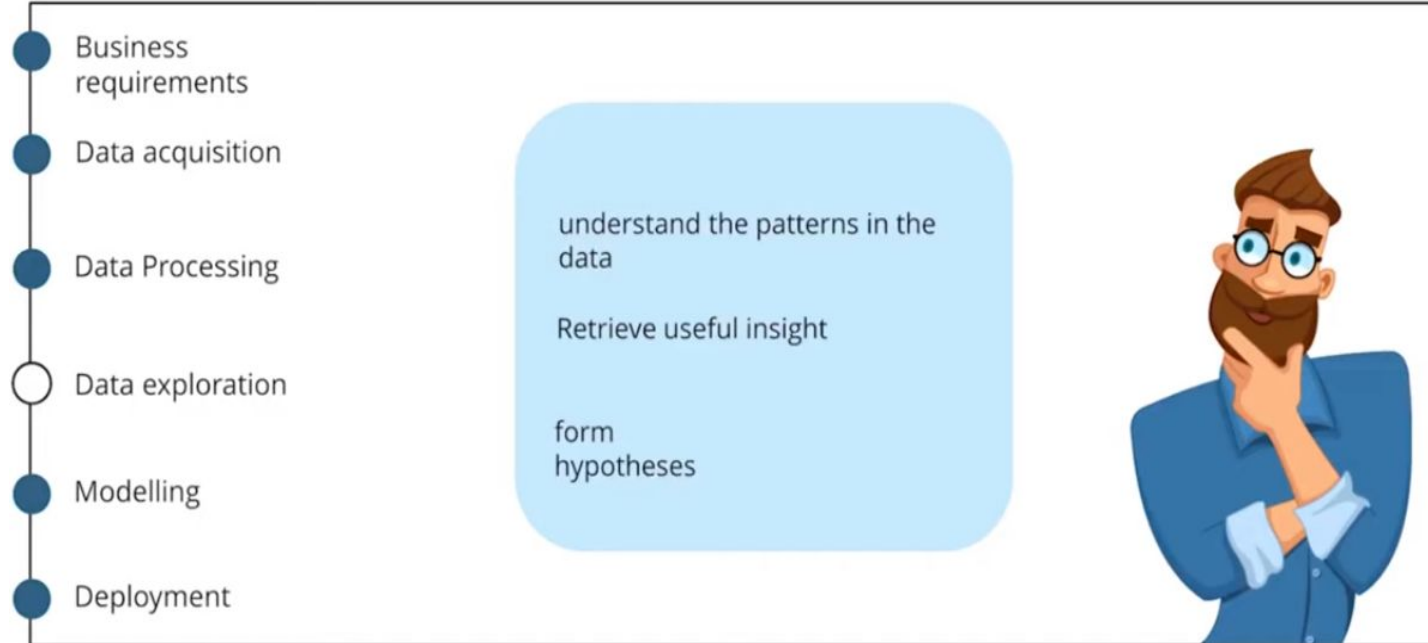 Business
requirements
Data acquisition
Data Processing
Data exploration
Modelling
Deployment
understand the patterns in the
data
Retrieve useful insight
form
hypotheses